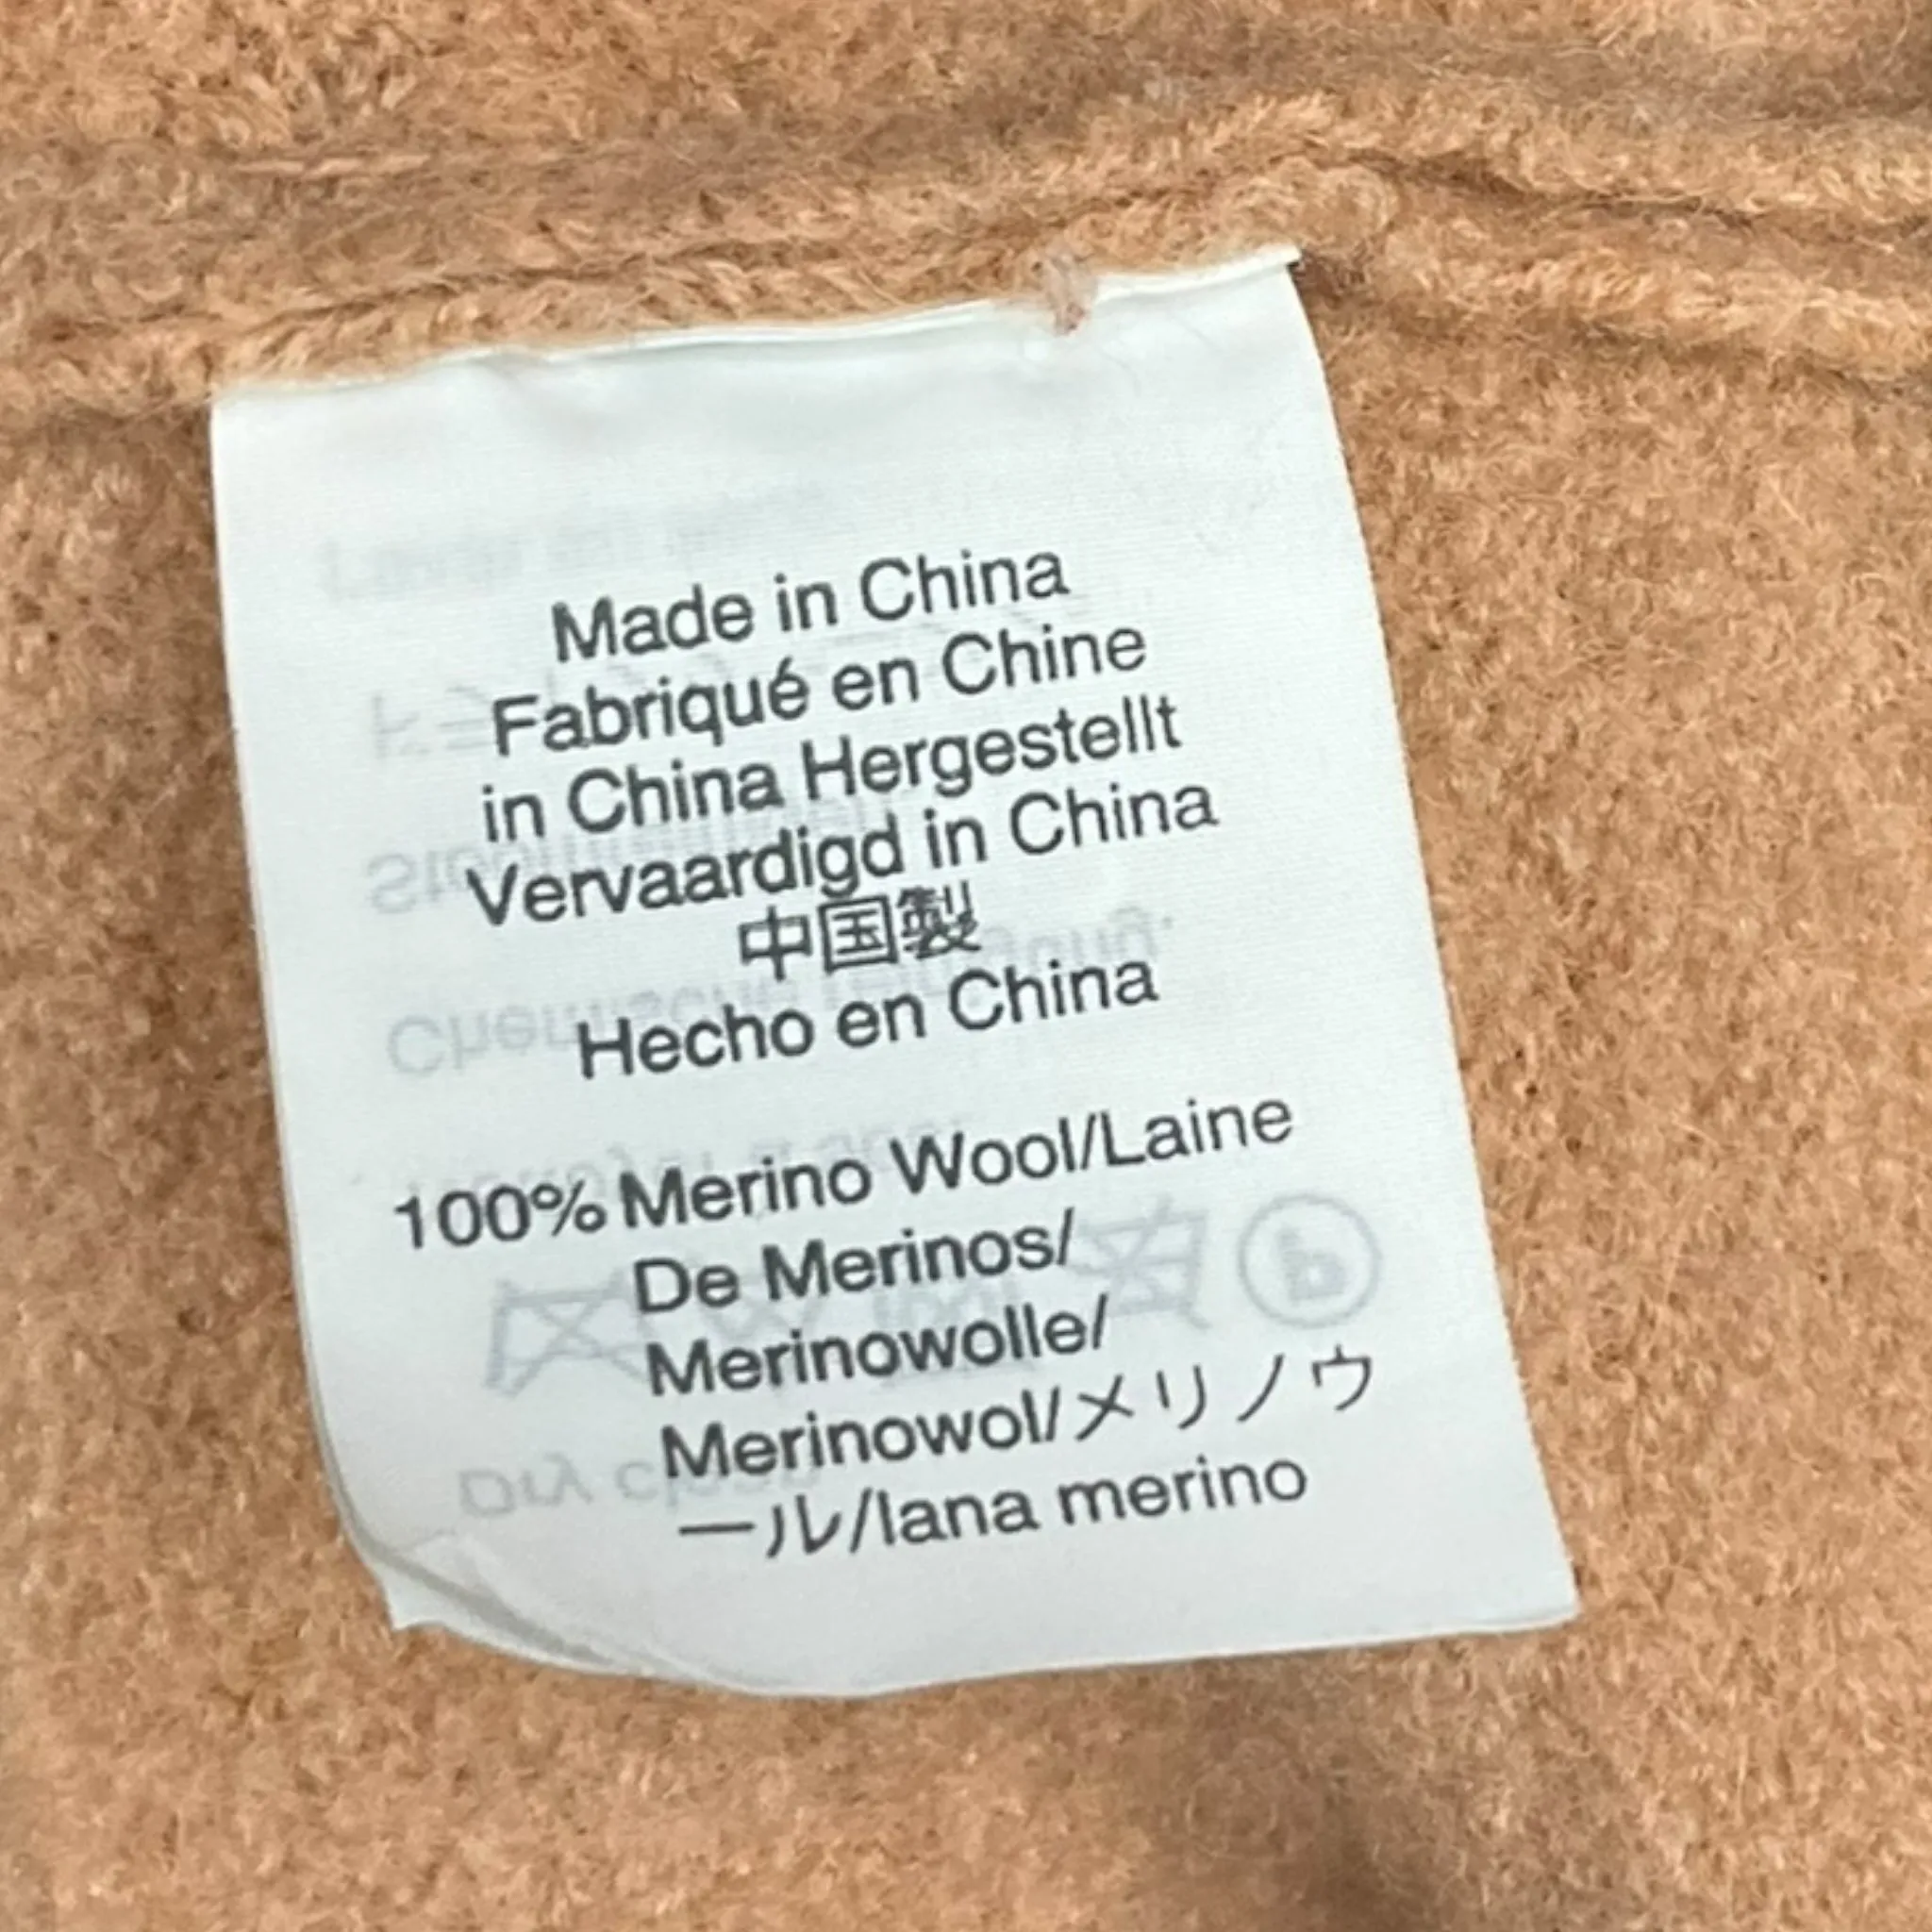 Made in China
Fabriqué en Chine
in China Hergestellt
Vervaardigd in China
中国製
Hecho en China
100% Merino Wool/Laine
De Merinos/
Merinowolle/
Merinowol/メリノウ
ール/lana merino